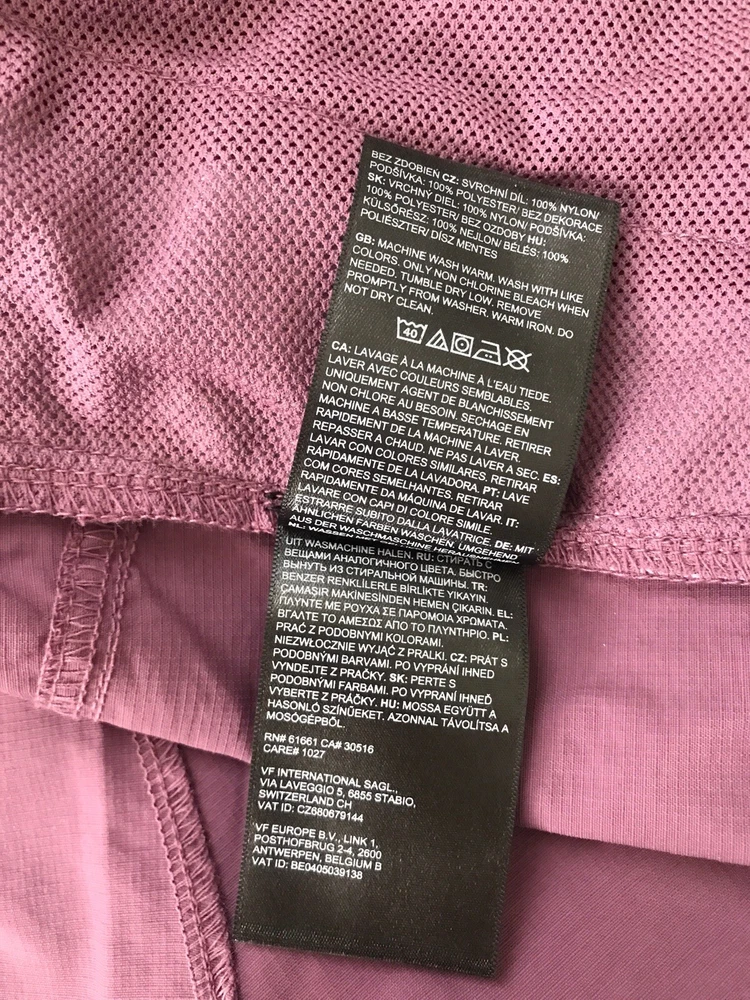 BEZ ZDOBIEŃ CZ: SVRCHNÍ DÍL: 100% NYLON/
PODŠÍVKA: 100% POLYESTER/ BEZ DEKORACE
SK: VRCHNÝ DIEL: 100% NYLON/ PODŠÍVKA:
100% POLYESTER/ BEZ OZDOBY HU:
KÜLSŐRÉSZ: 100% NEJLON/ BÉLÉS: 100%
POLIÉSZTER/ DÍSZ MENTES
GB: MACHINE WASH WARM. WASH WITH LIKE
COLORS. ONLY NON CHLORINE BLEACH WHEN
NEEDED. TUMBLE DRY LOW. REMOVE
PROMPTLY FROM WASHER. WARM IRON. DO
NOT DRY CLEAN.
40
CA: LAVAGE À LA MACHINE À L'EAU TIEDE.
LAVER AVEC COULEURS SEMBLABLES.
UNIQUEMENT AGENT DE BLANCHISSEMENT
NON CHLORE AU BESOIN. SECHAGE EN
MACHINE A BASSE TEMPERATURE. RETIRER
RAPIDEMENT DE LA MACHINE A LAVER.
REPASSER A CHAUD. NE PAS LAVER A SEC. ES:
LAVAR CON COLORES SIMILARES. RETIRAR
RÁPIDAMENTE DE LA LAVADORA. PT: LAVE
COM CORES SEMELHANTES. RETIRAR
RAPIDAMENTE DA MÁQUINA DE LAVAR. IT:
LAVARE CON CAPI DI COLORE SIMILE.
ESTRARRE SUBITO DALLA LAVATRICE. DE: MIT
ÄHNLICHEN FARBEN WASCHEN. UMGEHEND
AUS DER WASCHMASCHINE HERAUSNEHMEN
NL: WASSEN MET
UIT WASMACHINE HALEN. RU: СТИРАТЬ С
ВЕЩАМИ АНАЛОГИЧНОГО ЦВЕТА. БЫСТРО
ВЫНУТЬ ИЗ СТИРАЛЬНОЙ МАШИНЫ. TR:
BENZER RENKLILERLE BIRLIKTE YIKAYIN.
ÇAMAŞIR MAKİNESİNDEN HEMEN ÇIKARIN. EL:
ΠΛΥΝΤΕ ΜΕ ΡΟΥΧΑ ΣΕ ΠΑΡΟΜΟΙΑ ΧΡΩΜΑΤΑ.
ΒΓΑΛΤΕ ΤΟ ΑΜΕΣΩΣ ΑΠΟ ΤΟ ΠΛΥΝΤΗΡΙΟ. PL:
PRAĆ Z PODOBNYMI KOLORAMI.
NIEZWŁOCZNIE WYJĄĆ Z PRALKI. CZ: PRÁT S
PODOBNÝMI BARVAMI. PO VYPRÁNÍ IHNED
VYNDEJTE Z PRAČKY. SK: PERTE S
PODOBNÝMI FARBAMI. PO VYPRANÍ IHNEĎ
VYBERTE Z PRÁČKY. HU: MOSSA EGYÜTT A
HASONLÓ SZÍNŰEKET. AZONNAL TÁVOLÍTSA A
MOSÓGÉPBŐL.
RN# 61661 CA# 30516
CARE# 1027
VF INTERNATIONAL SAGL.,
VIA LAVEGGIO 5, 6855 STABIO,
SWITZERLAND CH
VAT ID: CZ680679144
VF EUROPE B.V., LINK 1,
POSTHOFBRUG 2-4, 2600
ANTWERPEN, BELGIUM B
VAT ID: BE0405039138